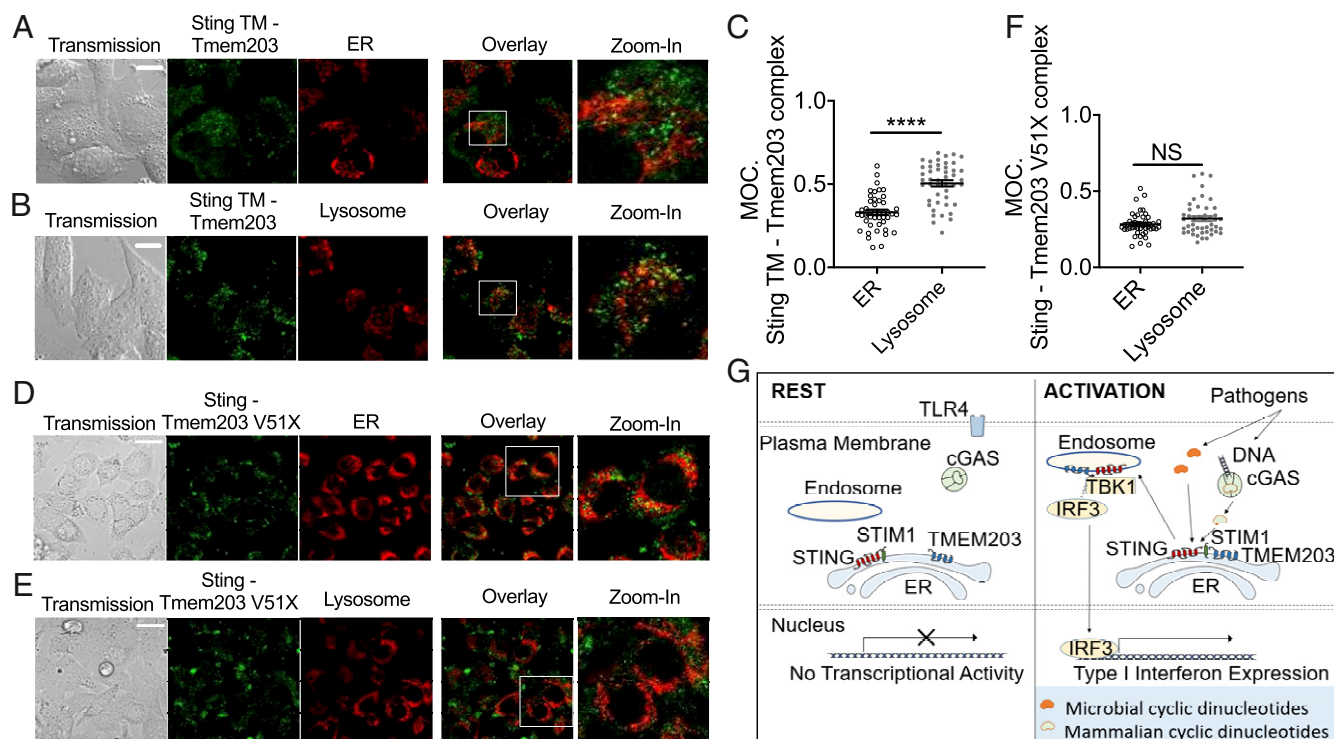 A
Transmission
Sting TM -
Tmem203
ER
Overlay
Zoom-In
B
Transmission
Sting TM -
Tmem203
Lysosome
Overlay
Zoom-In
C
MOC.
Sting TM - Tmem203 complex
1.0
0.5
0.0
****
ER
Lysosome
F
MOC.
Sting - Tmem203 V51X complex
1.0
0.5
0.0
NS
ER
Lysosome
D
Transmission
Sting -
Tmem203 V51X
ER
Overlay
Zoom-In
E
Transmission
Sting -
Tmem203 V51X
Lysosome
Overlay
Zoom-In
G
REST
TLR4
Plasma Membrane
cGAS
Endosome
STIM1
TMEM203
STING
ER
Nucleus
No Transcriptional Activity
ACTIVATION
Pathogens
Endosome
DNA
cGAS
TBK1
IRF3
STIM1
STING
TMEM203
ER
IRF3
Type I Interferon Expression
Microbial cyclic dinucleotides
Mammalian cyclic dinucleotides